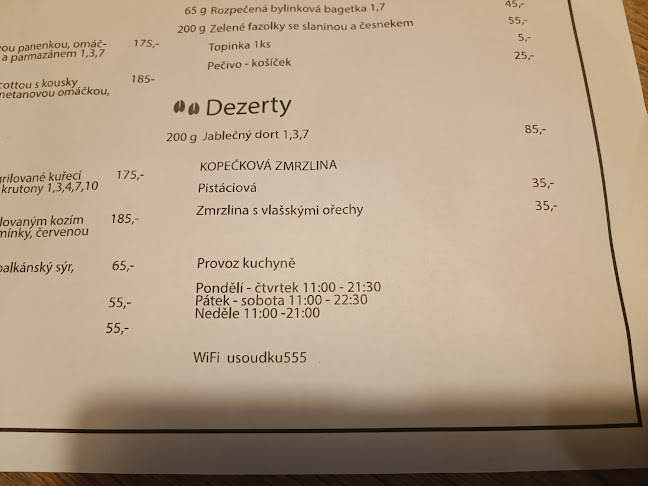 vou panenkou, omáč-
a parmazánem 1,3,7 175,-
cottou s kousky 185-
netanovou omáčkou,
grilované kuřecí 175,-
krutony 1,3,4,7,10
lovaným kozím 185,-
mínky, červenou
balkánský sýr, 65,-
55,-
55,-
65 g Rozpečená bylinková bagetka 1,7 45,-
200 g Zelené fazolky se slaninou a česnekem 55,-
Topinka 1ks 5,-
Pečivo - košíček 25,-
Dezerty
200 g Jablečný dort 1,3,7 85,-
KOPEČKOVÁ ZMRZLINA
Pistáciová 35,-
Zmrzlina s vlašskými ořechy 35,-
Provoz kuchyně
Pondělí - čtvrtek 11:00 - 21:30
Pátek - sobota 11:00 - 22:30
Neděle 11:00 -21:00
WiFi usoudku555